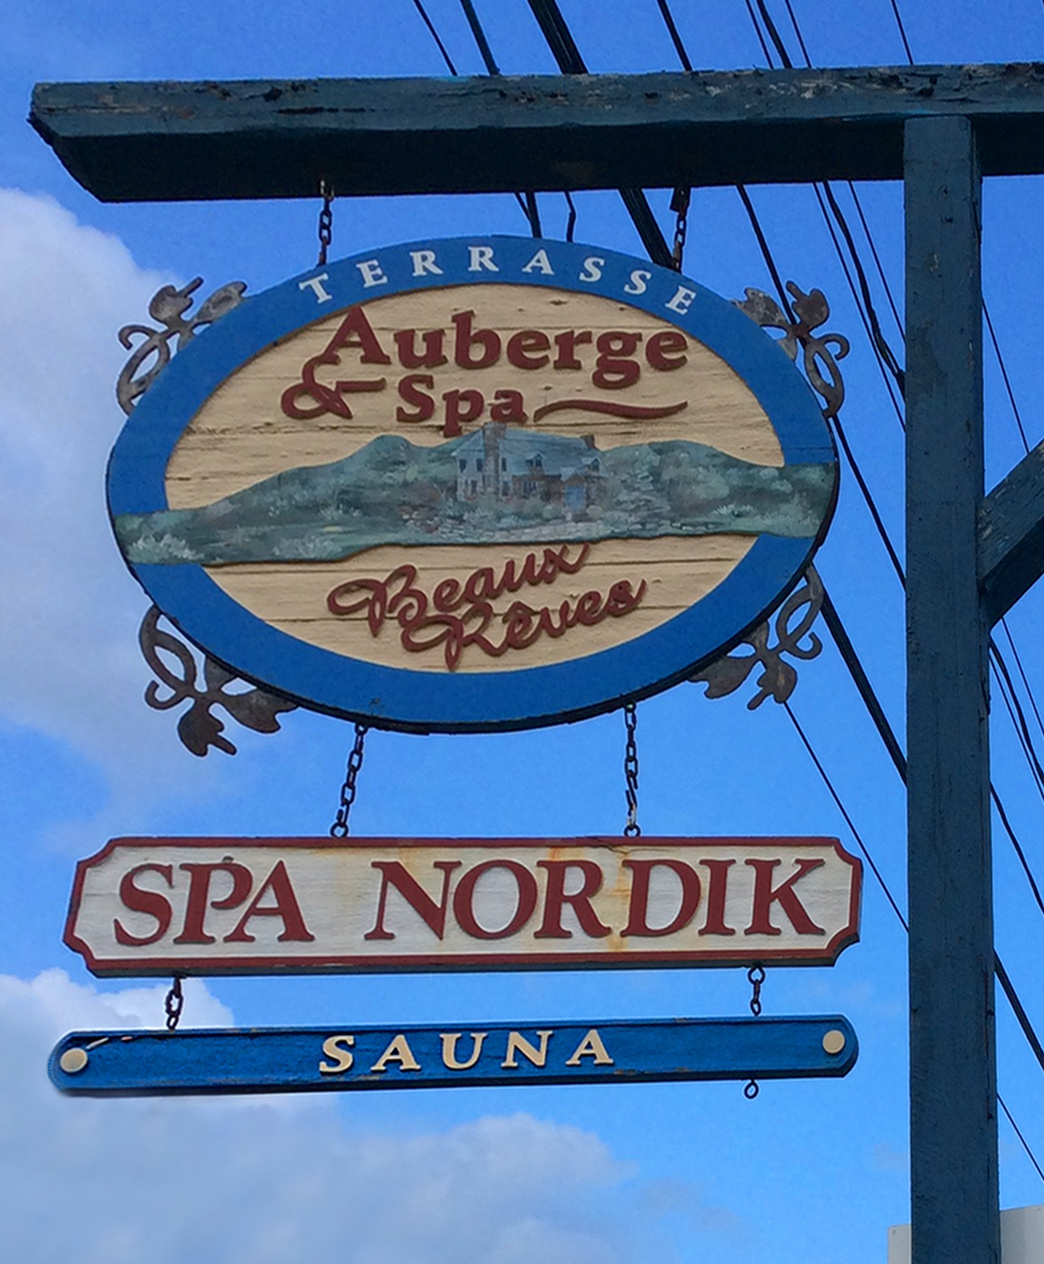 TERRASSE
Auberge
& Spa
Beaux
Rêves
SPA NORDIK
SAUNA